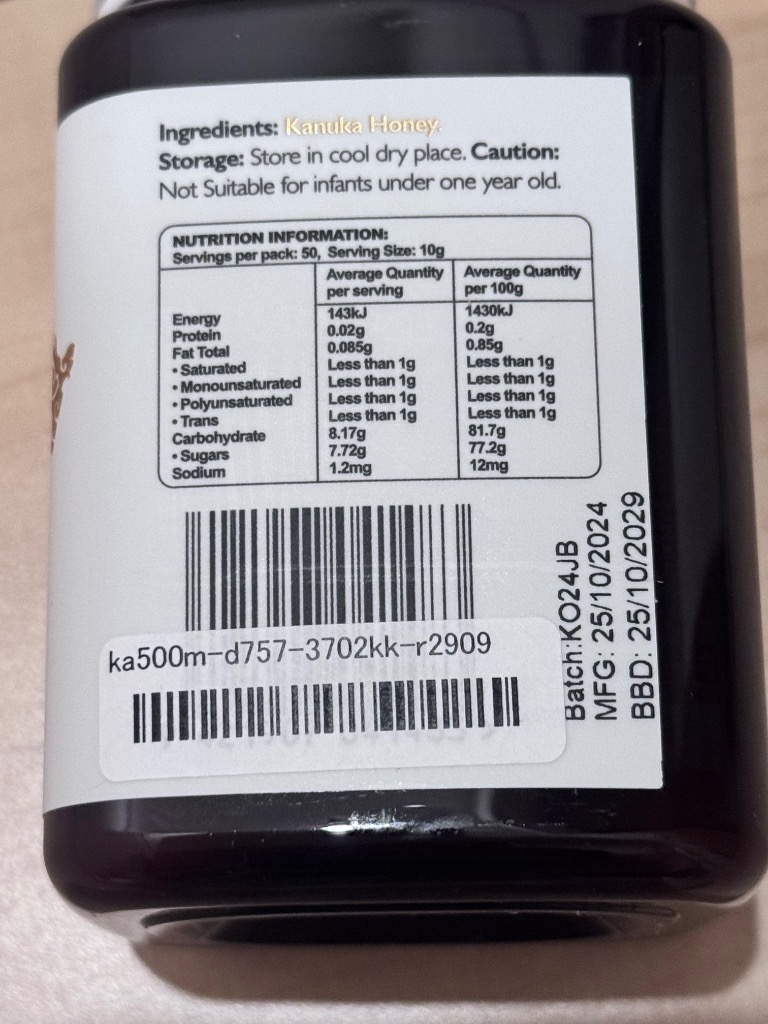 Ingredients: Kanuka Honey.
Storage: Store in cool dry place. Caution:
Not Suitable for infants under one year old.
NUTRITION INFORMATION:
Servings per pack: 50, Serving Size: 10g
Average Quantity per serving Average Quantity per 100g
Energy 143kJ 1430kJ
Protein 0.02g 0.2g
Fat Total 0.085g 0.85g
• Saturated Less than 1g Less than 1g
• Monounsaturated Less than 1g Less than 1g
• Polyunsaturated Less than 1g Less than 1g
• Trans Less than 1g Less than 1g
Carbohydrate 8.17g 81.7g
• Sugars 7.72g 77.2g
Sodium 1.2mg 12mg
ka500m-d757-3702kk-r2909
Batch:KO24JB
MFG: 25/10/2024
BBD: 25/10/2029